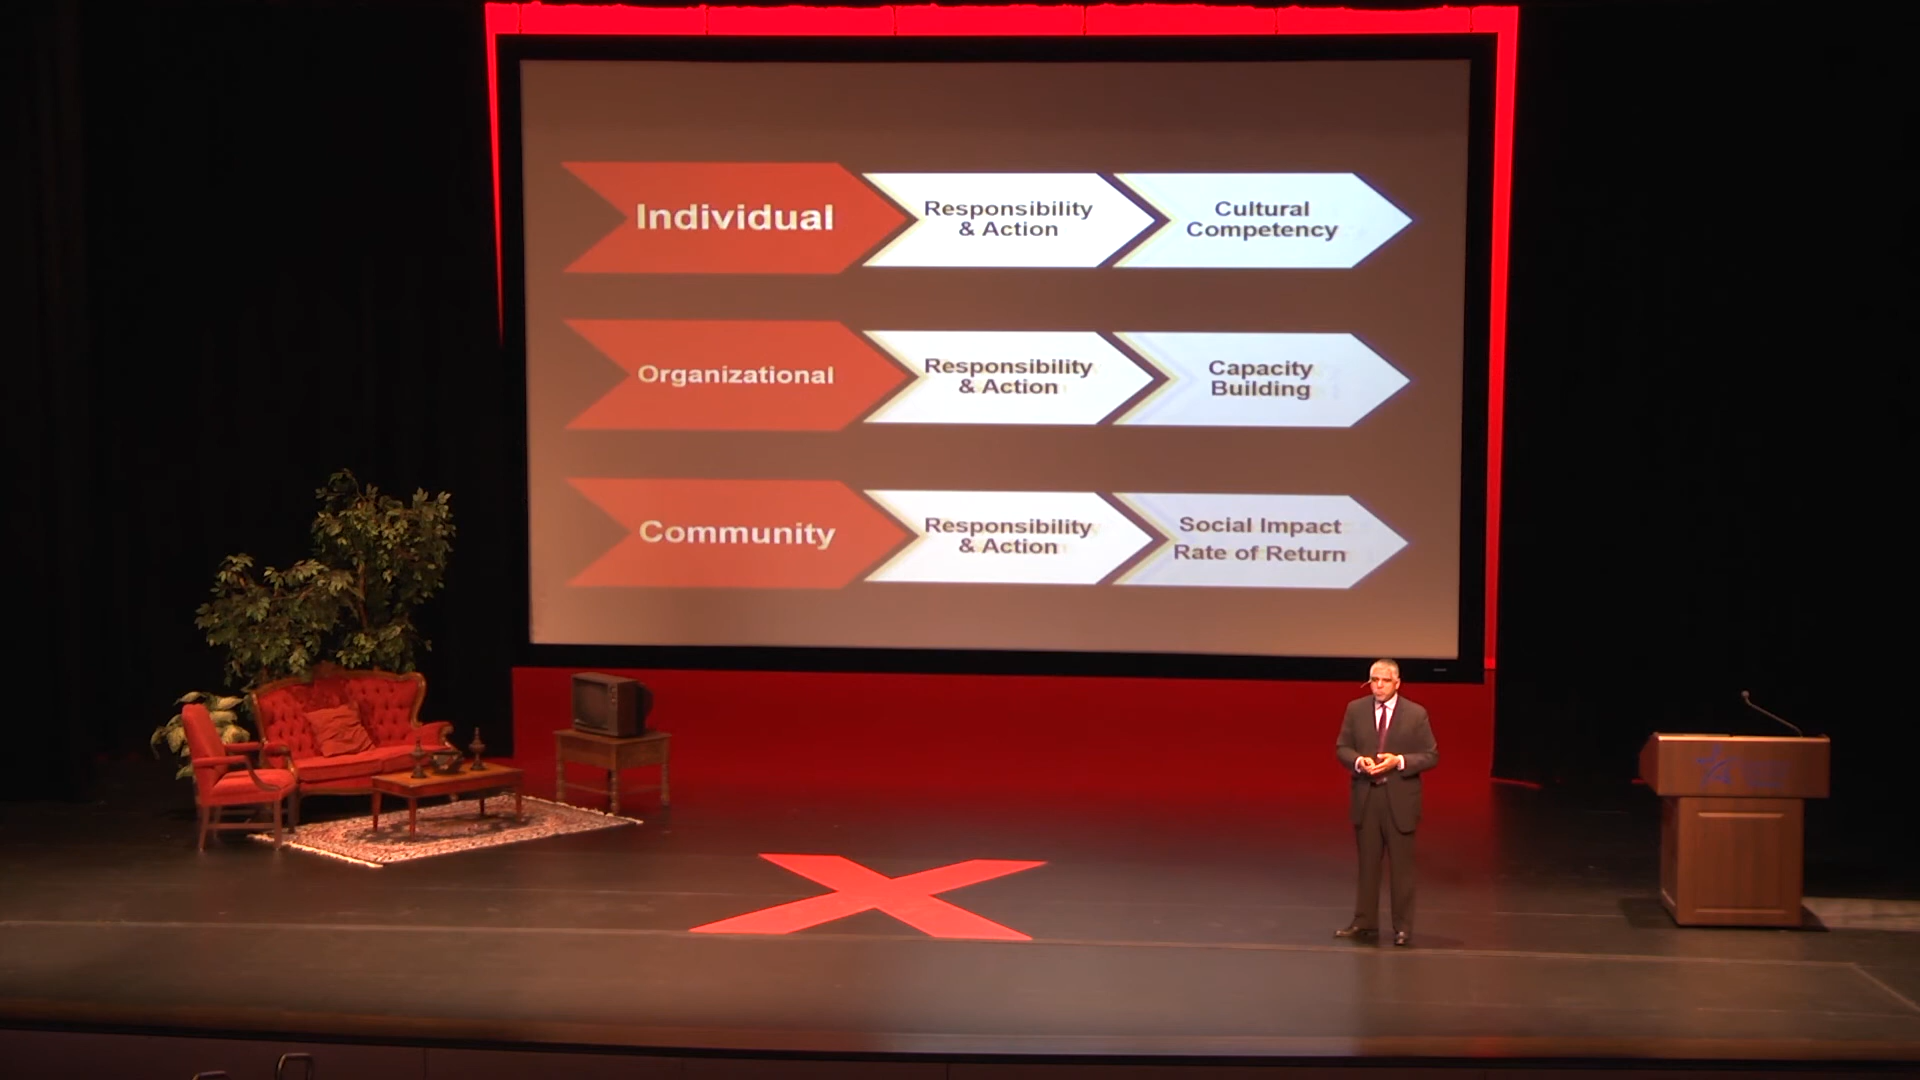 Individual
Responsibility
& Action
Cultural
Competency
Organizational
Responsibility
& Action
Capacity
Building
Community
Responsibility
& Action
Social Impact
Rate of Return
X